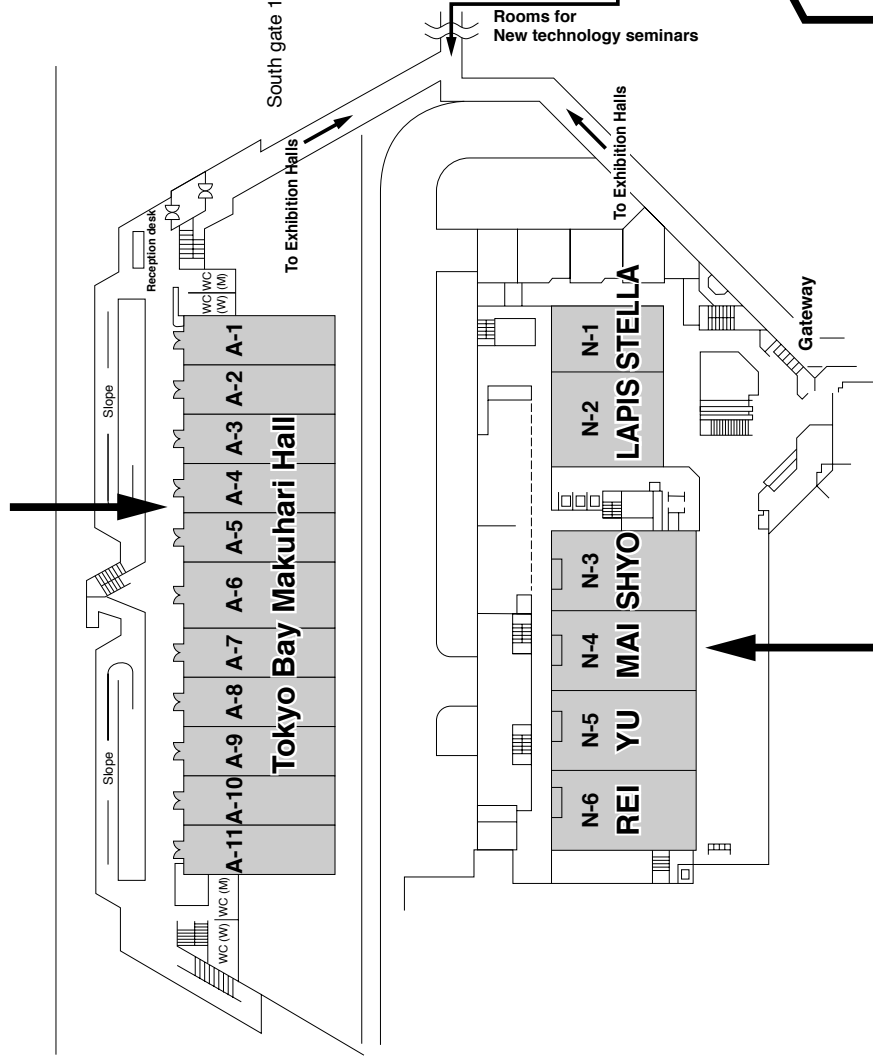 Rooms for
New technology seminars
South gate 1
To Exhibition Halls
To Exhibition Halls
Reception desk
WC (M)
WC (W)
Slope
Slope
A-1
A-2
A-3
A-4
A-5
A-6
A-7
A-8
A-9
A-10
A-11
Tokyo Bay Makuhari Hall
WC (M)
WC (W)
N-1
N-2
LAPIS STELLA
N-3
SHYO
N-4
MAI
N-5
YU
N-6
REI
Gateway